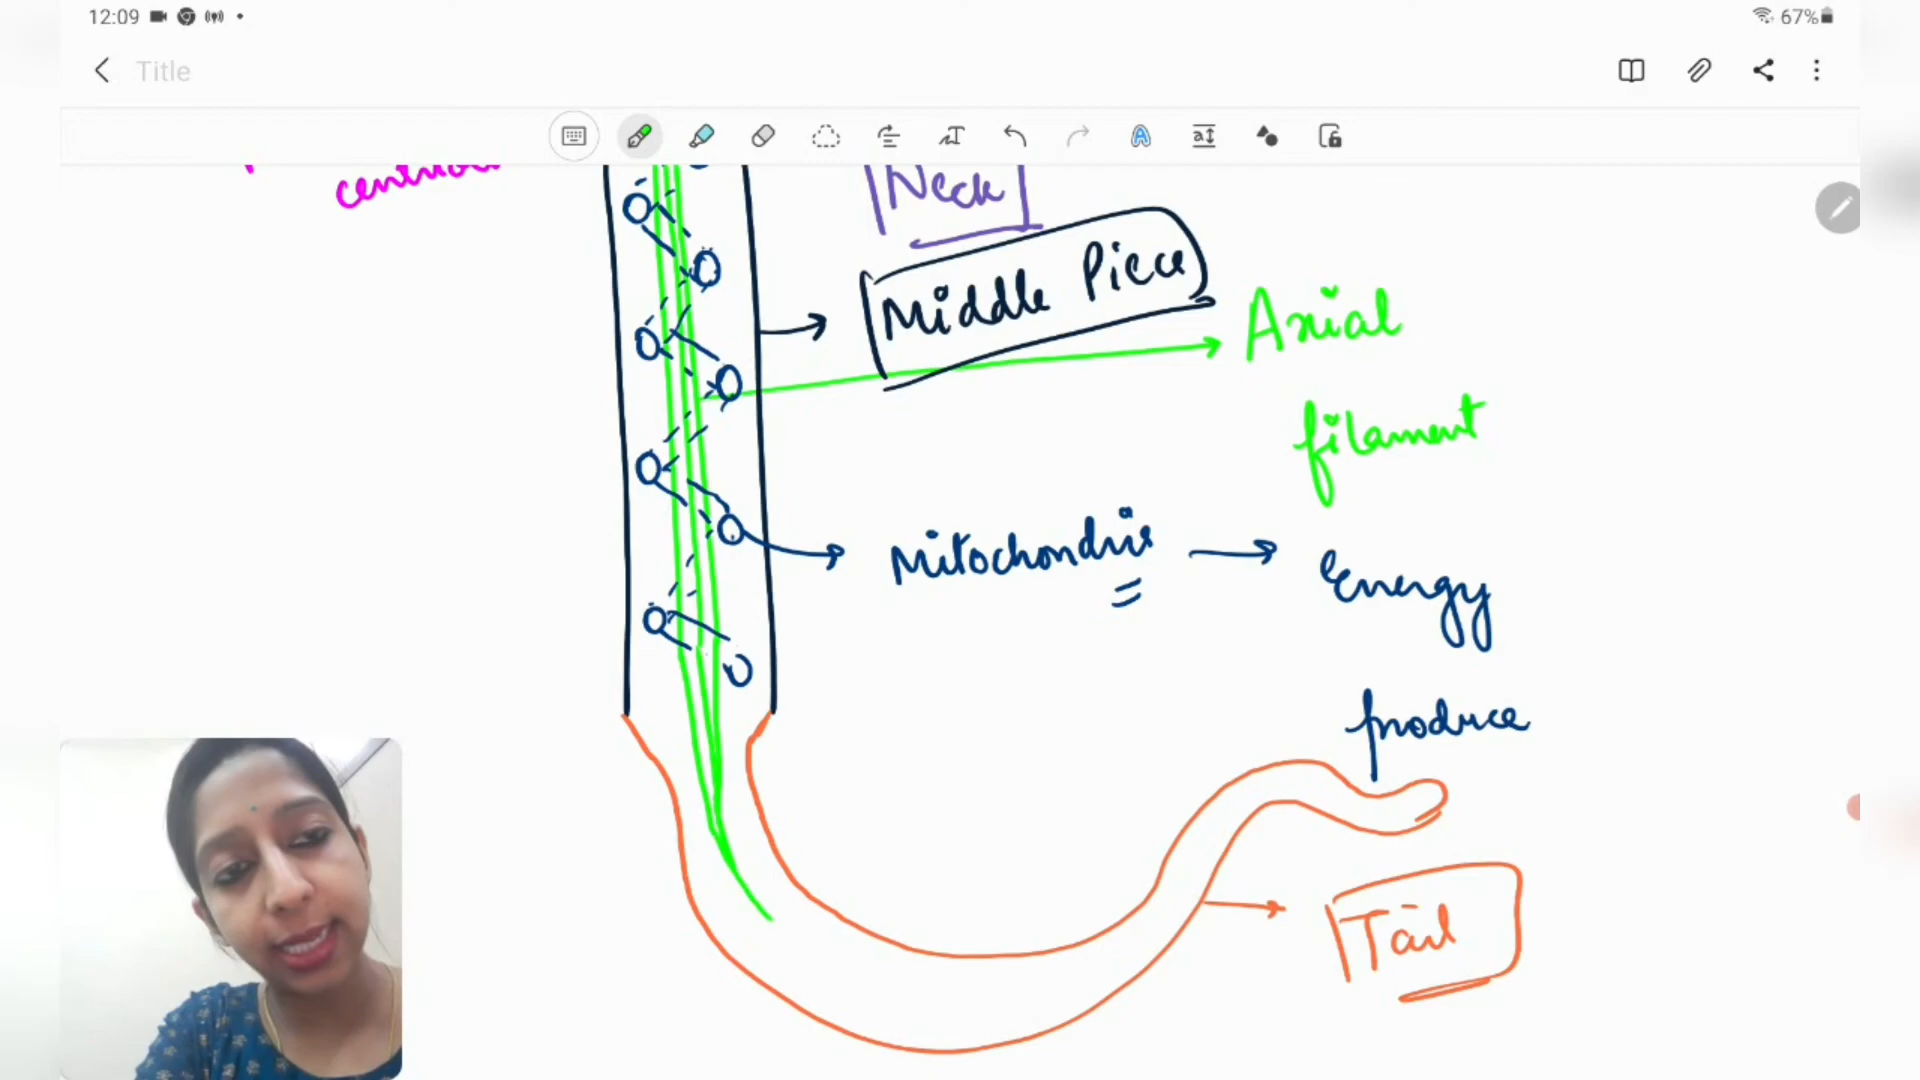 12:09
67%
Title
Neck
Middle Piece
Axial
filament
Mitochondria
Energy
produce
Tail